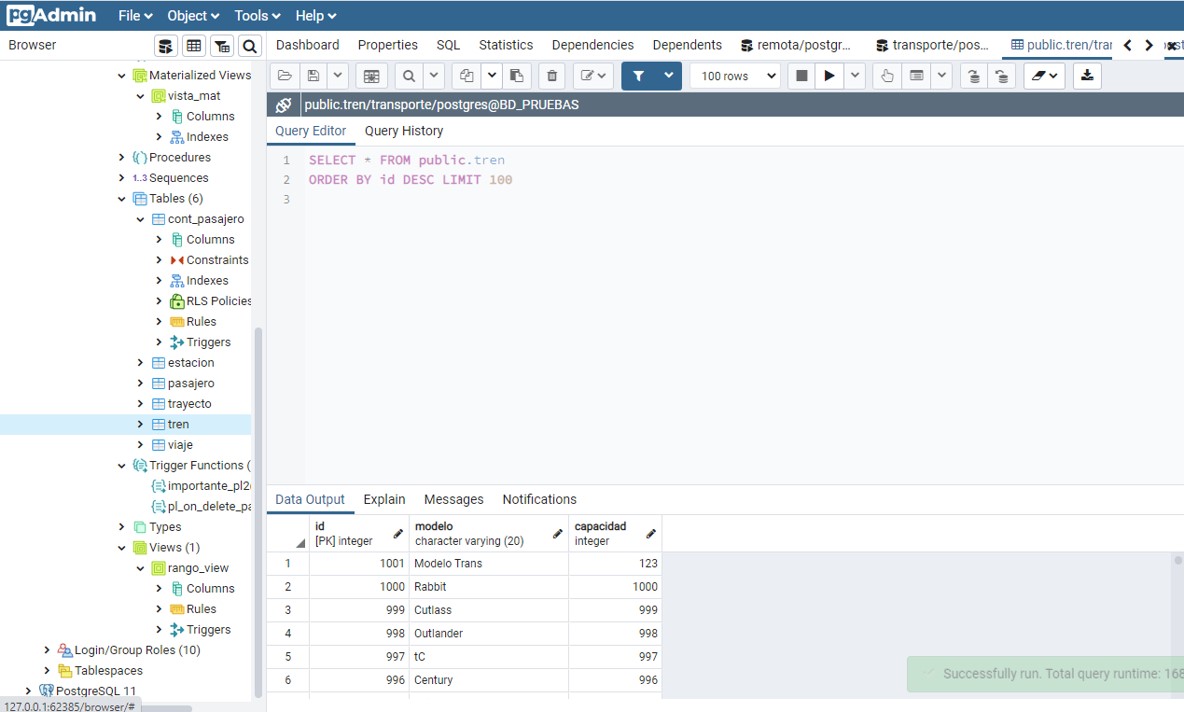 pgAdmin File Object Tools Help
Browser
Dashboard Properties SQL Statistics Dependencies Dependents remota/postgr... transporte/pos... public.tren/tran
100 rows
public.tren/transporte/postgres@BD_PRUEBAS
Query Editor Query History
1 SELECT * FROM public.tren
2 ORDER BY id DESC LIMIT 100
3
Materialized Views
vista_mat
Columns
Indexes
Procedures
1..3 Sequences
Tables (6)
cont_pasajero
Columns
Constraints
Indexes
RLS Policies
Rules
Triggers
estacion
pasajero
trayecto
tren
viaje
Trigger Functions (
importante_pl2
pl_on_delete_pa
Types
Views (1)
rango_view
Columns
Rules
Triggers
Login/Group Roles (10)
Tablespaces
PostgreSQL 11
127.0.0.1:62385/browser/#
Data Output Explain Messages Notifications
id modelo capacidad
[PK] integer character varying (20) integer
1 1001 Modelo Trans 123
2 1000 Rabbit 1000
3 999 Cutlass 999
4 998 Outlander 998
5 997 tC 997
6 996 Century 996
Successfully run. Total query runtime: 168